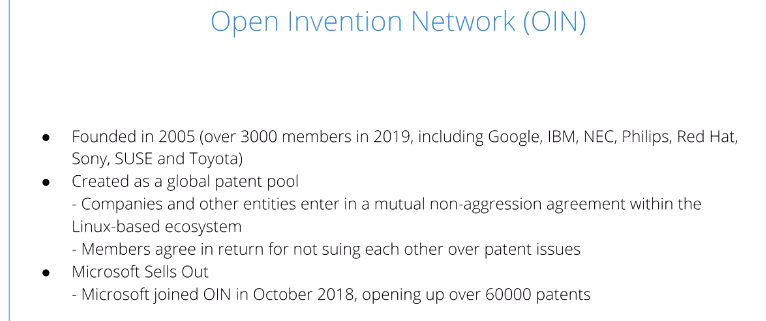 Open Invention Network (OIN)
● Founded in 2005 (over 3000 members in 2019, including Google, IBM, NEC, Philips, Red Hat,
Sony, SUSE and Toyota)
● Created as a global patent pool
- Companies and other entities enter in a mutual non-aggression agreement within the
Linux-based ecosystem
- Members agree in return for not suing each other over patent issues
● Microsoft Sells Out
- Microsoft joined OIN in October 2018, opening up over 60000 patents